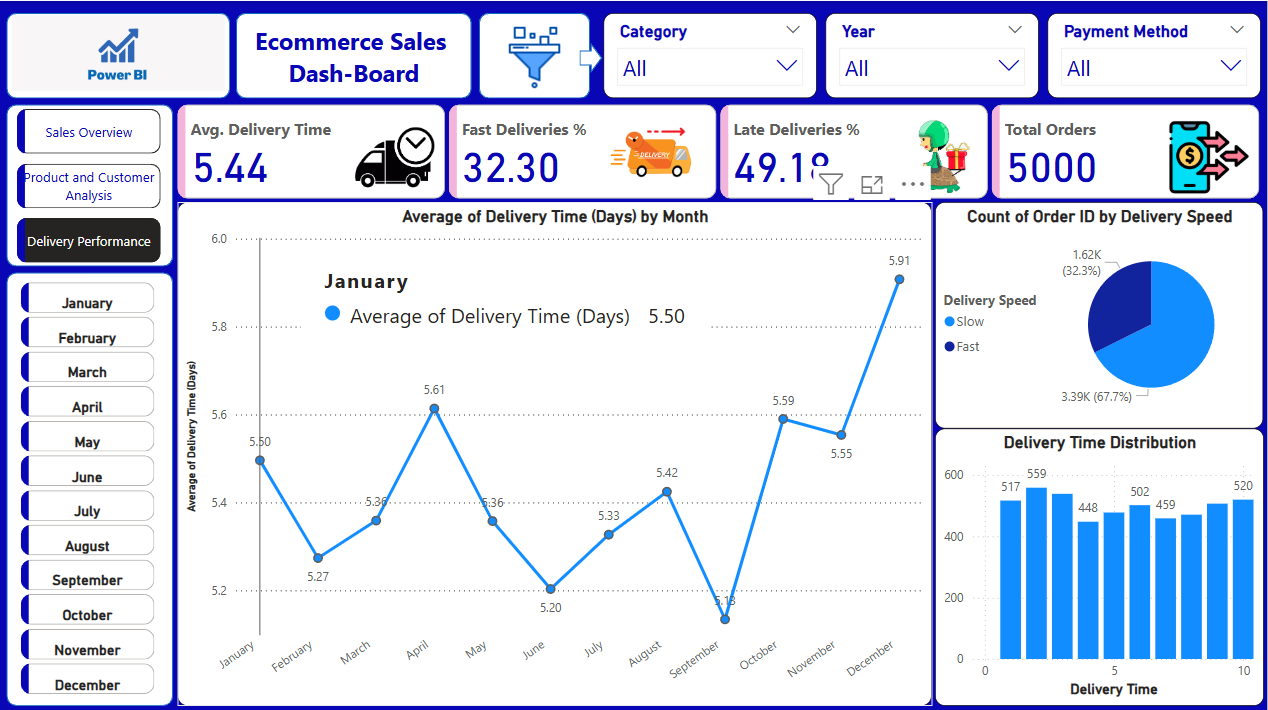 Power BI
Ecommerce Sales
Dash-Board
Category
All
Year
All
Payment Method
All
Sales Overview
Product and Customer
Analysis
Delivery Performance
Avg. Delivery Time
5.44
Fast Deliveries %
32.30
DELIVERY
Late Deliveries %
49.18
Total Orders
5000
$
January
February
March
April
May
June
July
August
September
October
November
December
Average of Delivery Time (Days) by Month
Average of Delivery Time (Days)
6.0
5.8
5.6
5.4
5.2
January
Average of Delivery Time (Days) 5.50
5.50
5.27
5.36
5.61
5.36
5.20
5.33
5.42
5.13
5.59
5.55
5.91
January
February
March
April
May
June
July
August
September
October
November
December
Count of Order ID by Delivery Speed
1.62K
(32.3%)
Delivery Speed
Slow
Fast
3.39K (67.7%)
Delivery Time Distribution
600
400
200
0
517
559
448
502
459
520
0
5
10
Delivery Time